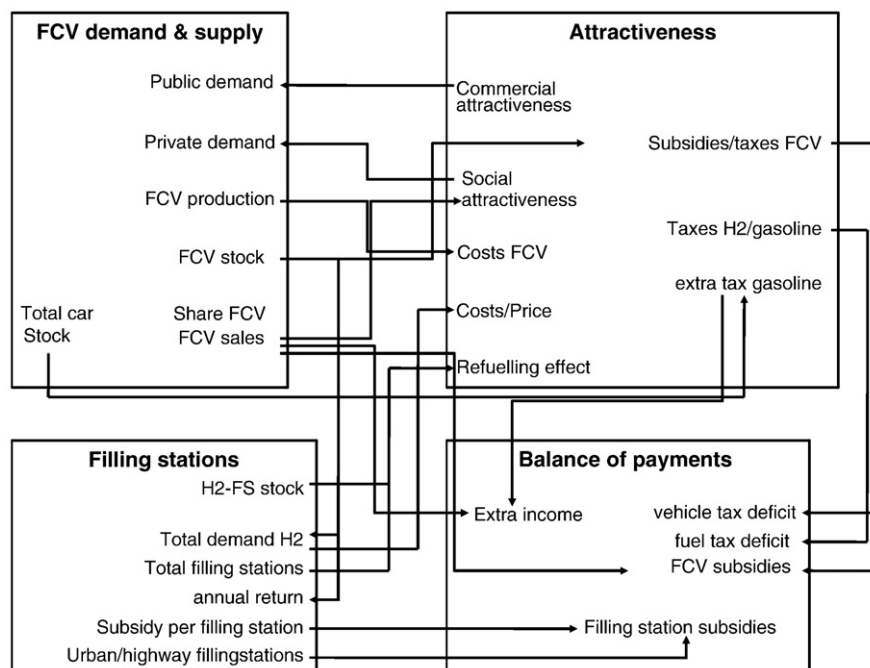 FCV demand & supply
Public demand
Private demand
FCV production
FCV stock
Total car
Stock
Share FCV
FCV sales
Attractiveness
Commercial
attractiveness
Subsidies/taxes FCV
Social
attractiveness
Taxes H2/gasoline
Costs FCV
extra tax gasoline
Costs/Price
Refuelling effect
Filling stations
H2-FS stock
Total demand H2
Total filling stations
annual return
Subsidy per filling station
Urban/highway fillingstations
Balance of payments
Extra income
vehicle tax deficit
fuel tax deficit
FCV subsidies
Filling station subsidies